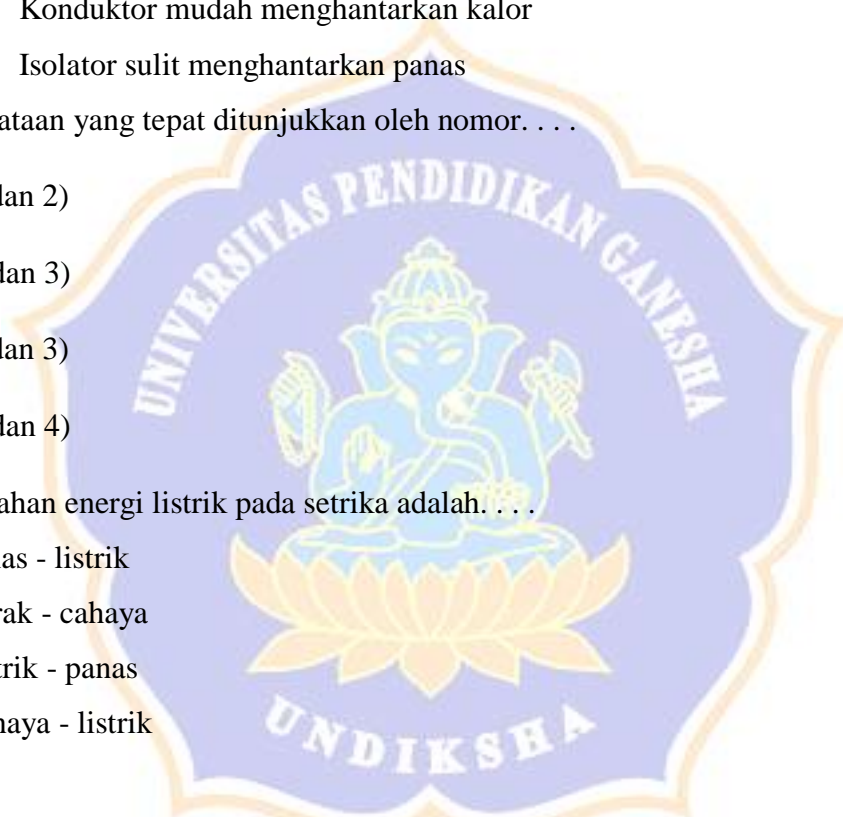 Konduktor mudah menghantarkan kalor
Isolator sulit menghantarkan panas
ataan yang tepat ditunjukkan oleh nomor. . . .
dan 2)
dan 3)
dan 3)
dan 4)
ahan energi listrik pada setrika adalah. . . .
as - listrik
rak - cahaya
trik - panas
haya - listrik
UNIVERSITAS PENDIDIKAN GANESHA
UNDIKSHA